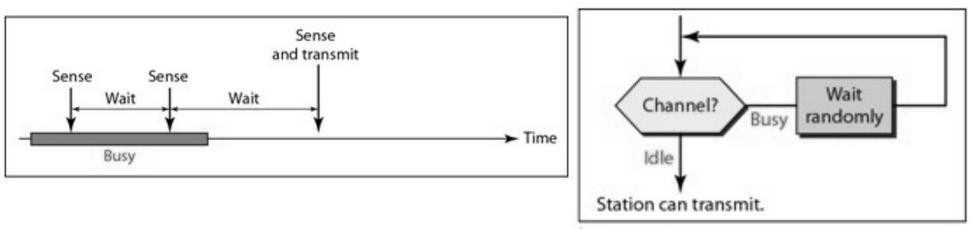 Sense
and transmit
Sense
Sense
Wait
Wait
Time
Busy
Channel?
Wait
randomly
Busy
Idle
Station can transmit.